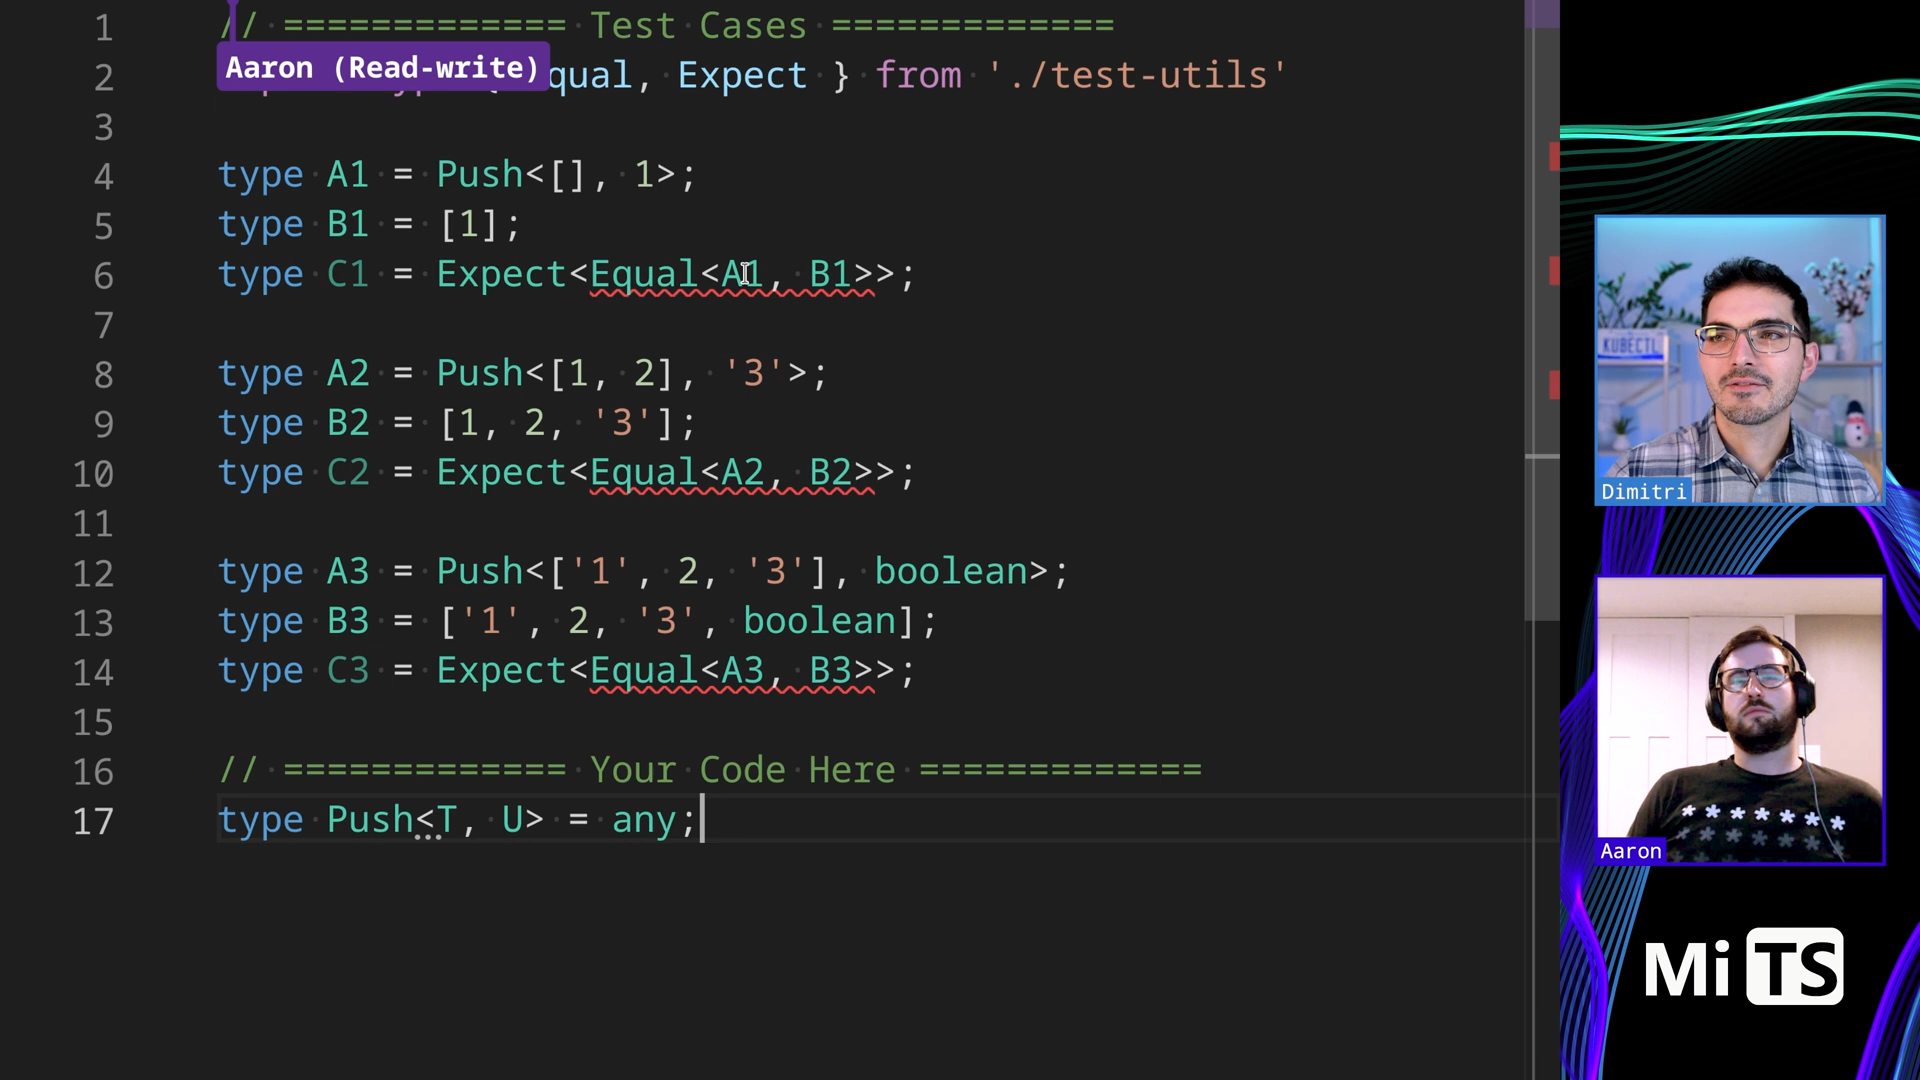 1 // ============= Test Cases =============
Aaron (Read-write)
2 qual, Expect } from './test-utils'
3
4 type A1 = Push<[], 1>;
5 type B1 = [1];
6 type C1 = Expect<Equal<A1, B1>>;
7
8 type A2 = Push<[1, 2], '3'>;
9 type B2 = [1, 2, '3'];
10 type C2 = Expect<Equal<A2, B2>>;
11
12 type A3 = Push<['1', 2, '3'], boolean>;
13 type B3 = ['1', 2, '3', boolean];
14 type C3 = Expect<Equal<A3, B3>>;
15
16 // ============= Your Code Here =============
17 type Push<T, U> = any;
KUBECTL
Dimitri
Aaron
MiTS